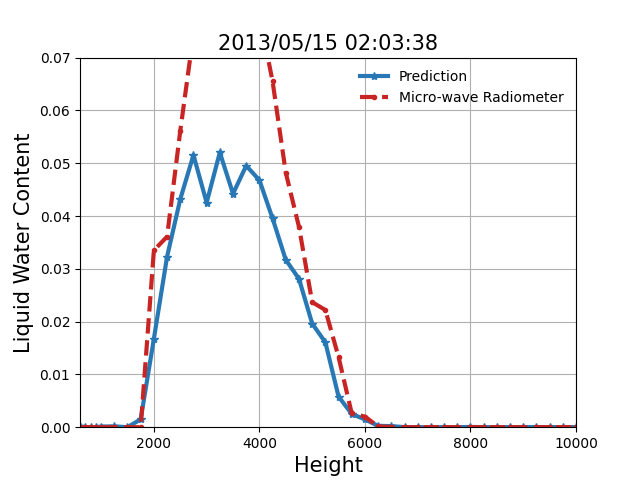 2013/05/15 02:03:38
Prediction
Micro-wave Radiometer
Liquid Water Content
0.07
0.06
0.05
0.04
0.03
0.02
0.01
0.00
2000 4000 6000 8000 10000
Height